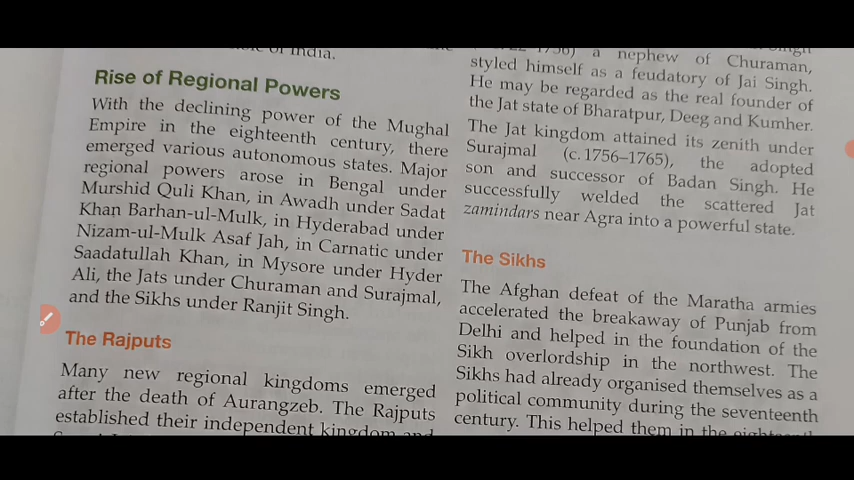 of India.
Rise of Regional Powers
With the declining power of the Mughal
Empire in the eighteenth century, there
emerged various autonomous states. Major
regional powers arose in Bengal under
Murshid Quli Khan, in Awadh under Sadat
Khan Barhan-ul-Mulk, in Hyderabad under
Nizam-ul-Mulk Asaf Jah, in Carnatic under
Saadatullah Khan, in Mysore under Hyder
Ali, the Jats under Churaman and Surajmal,
and the Sikhs under Ranjit Singh.
The Rajputs
Many new regional kingdoms emerged
after the death of Aurangzeb. The Rajputs
established their independent kingdom and
a nephew of Churaman,
styled himself as a feudatory of Jai Singh.
He may be regarded as the real founder of
the Jat state of Bharatpur, Deeg and Kumher.
The Jat kingdom attained its zenith under
Surajmal (c. 1756–1765), the adopted
son and successor of Badan Singh. He
successfully welded the scattered Jat
zamindars near Agra into a powerful state.
The Sikhs
The Afghan defeat of the Maratha armies
accelerated the breakaway of Punjab from
Delhi and helped in the foundation of the
Sikh overlordship in the northwest. The
Sikhs had already organised themselves as a
political community during the seventeenth
century. This helped them in the eighteenth